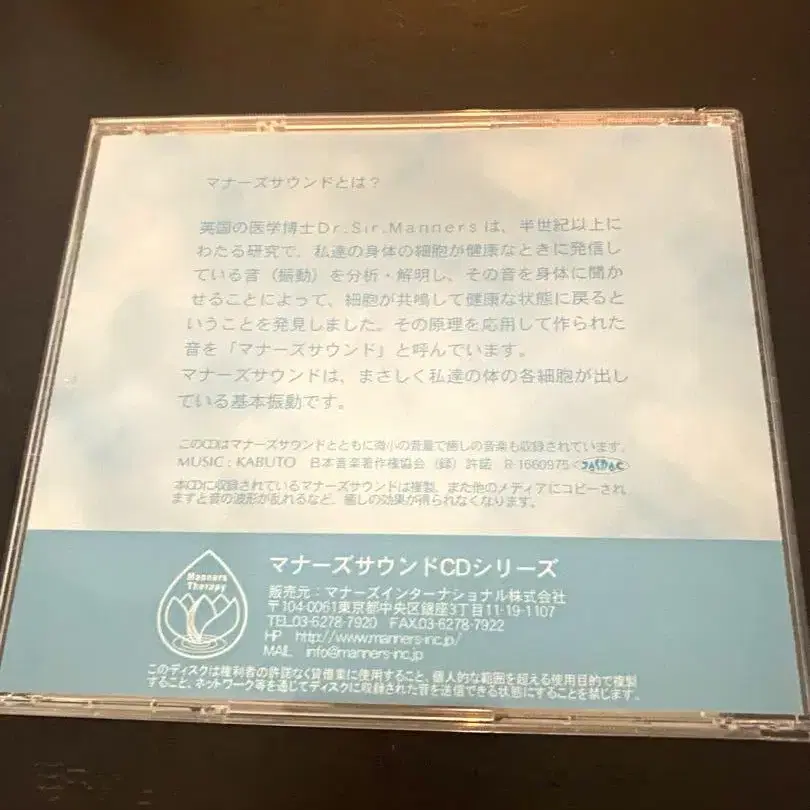 マナーズサウンドとは?
英国の医学博士Dr.Sir.Manners は、半世紀以上に
わたる研究で、私達の身体の細胞が健康なときに発信し
ている音（振動）を分析・解明し、その音を身体に聞か
せることによって、細胞が共鳴して健康な状態に戻ると
いうことを発見しました。その原理を応用して作られた
音を「マナーズサウンド」と呼んでいます。
マナーズサウンドは、まさしく私達の体の各細胞が出し
ている基本振動です。
このCDはマナーズサウンドとともに微小の音量で癒しの音楽も収録されています。
MUSIC : KABUTO 日本音楽著作権協会（録）許諾 R-1660975 JASRAC
本CDに収録されているマナーズサウンドは複製、また他のメディアにコピーされ
ますと音の波形が乱れるなど、癒しの効果が得られなくなります。
Manners
Therapy
マナーズサウンドCDシリーズ
販売元：マナーズインターナショナル株式会社
〒104-0061東京都中央区銀座3丁目11-19-1107
TEL.03-6278-7920 FAX.03-6278-7922
HP http://www.manners-inc.jp/
MAIL info@manners-inc.jp
このディスクは権利者の許諾なく賃借業に使用すること、個人的な範囲を超える使用目的で複製
すること、ネットワーク等を通じてディスクに収録された音を送信できる状態にすることを禁じます。